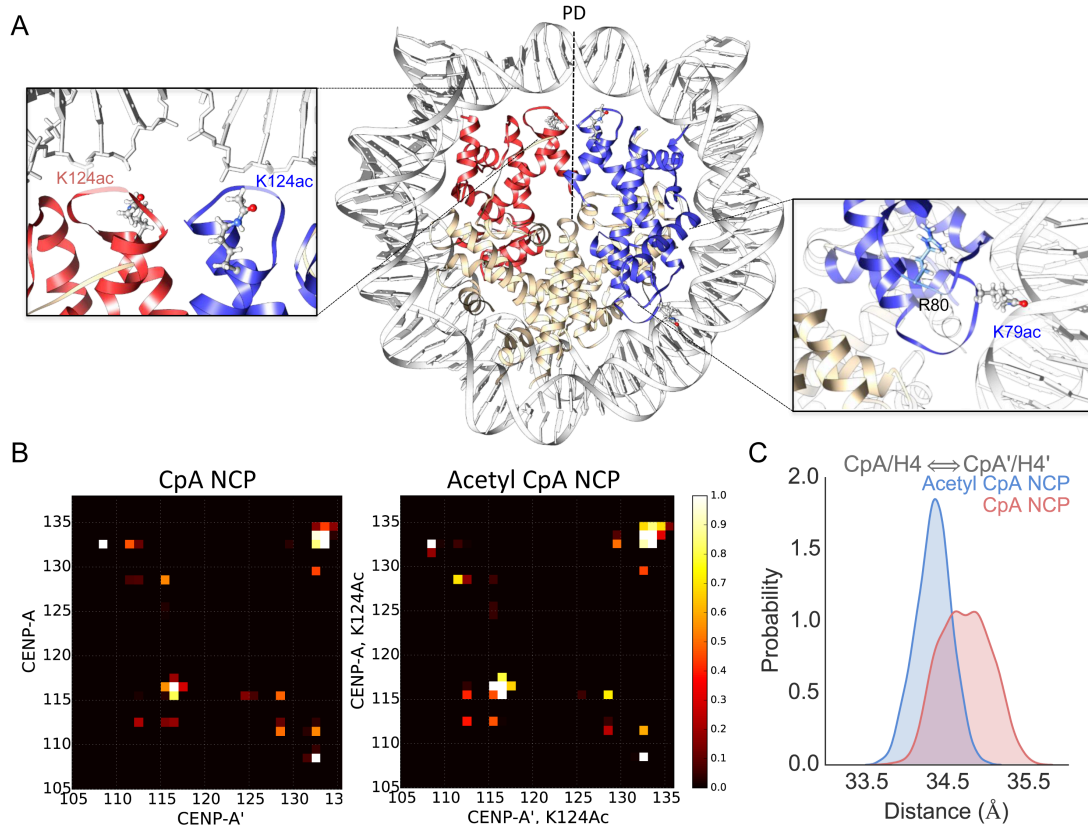 A
PD
K124ac
K124ac
R80
K79ac
B
CpA NCP
Acetyl CpA NCP
CENP-A
135
130
125
120
115
110
105
105 110 115 120 125 130 13
CENP-A'
CENP-A, K124Ac
135
130
125
120
115
110
105
105 110 115 120 125 130 135
CENP-A', K124Ac
1.0
0.9
0.8
0.7
0.6
0.5
0.4
0.3
0.2
0.1
0.0
C
CpA/H4 ⟺ CpA'/H4'
Acetyl CpA NCP
CpA NCP
Probability
2.0
1.5
1.0
0.5
0.0
33.5 34.5 35.5
Distance (Å)